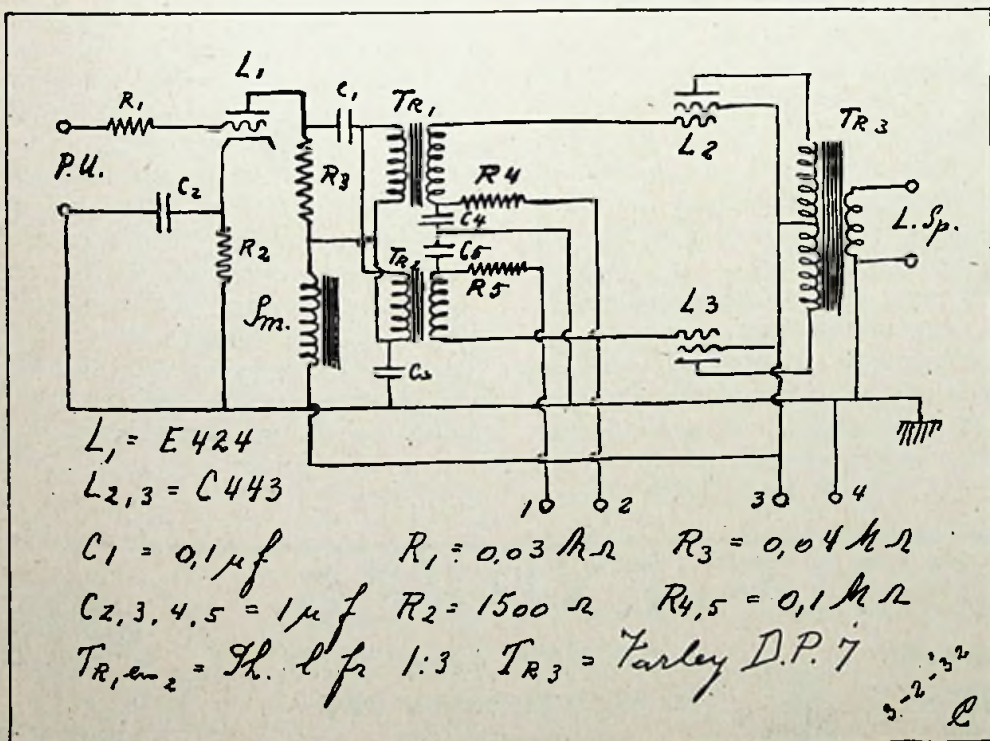 L1
R1
C1
TR1
P.U.
R3
L2
TR3
C2
R4
C4
L.Sp.
R2
C5
TR2
R5
Sm.
L3
C3
L1 = E424
L2,3 = C443
1 2 3 4
C1 = 0,1 μf R1 = 0,03 MΩ R3 = 0,04 MΩ
C2,3,4,5 = 1 μf R2 = 1500 Ω R4,5 = 0,1 MΩ
TR,1 en 2 = 1:3 TR3 = Varley D.P. 7
3-2-'32